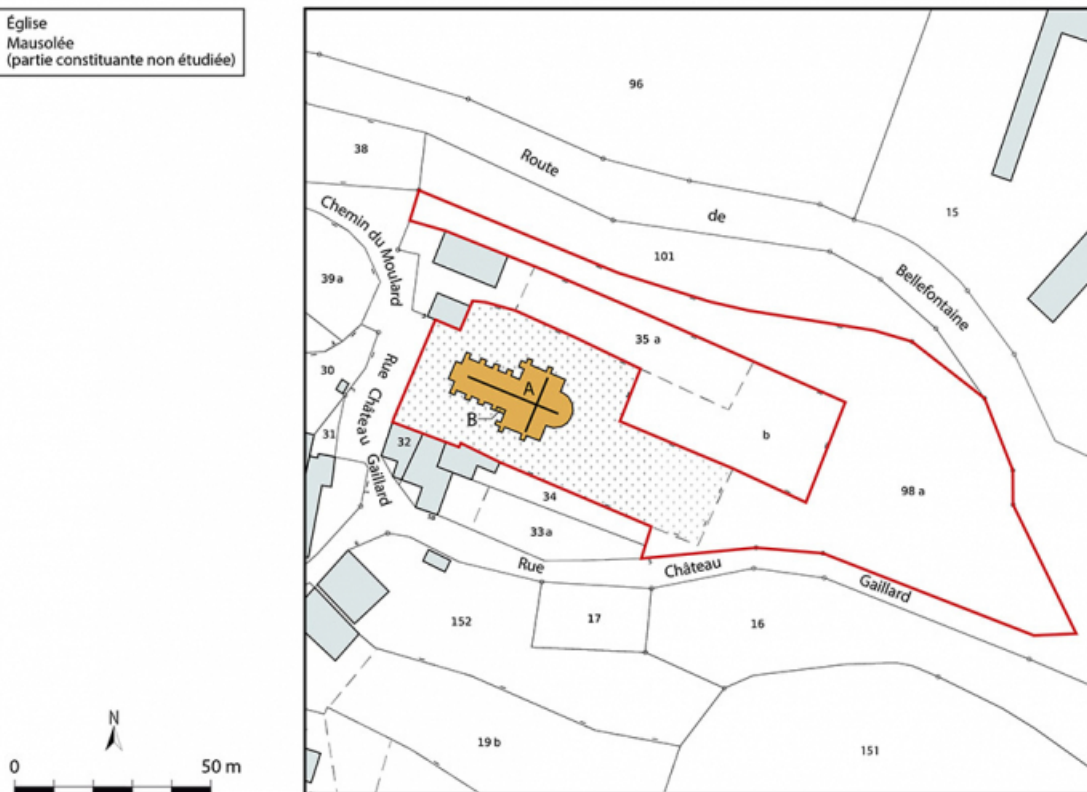 Église
Mausolée
(partie constituante non étudiée)
96
38
Route
de
Bellefontaine
15
Chemin du Moulard
101
39 a
35 a
30
Rue Château Gaillard
A
B
b
31
32
98 a
34
33 a
Rue Château Gaillard
152
17
16
19 b
151
N
0 50 m